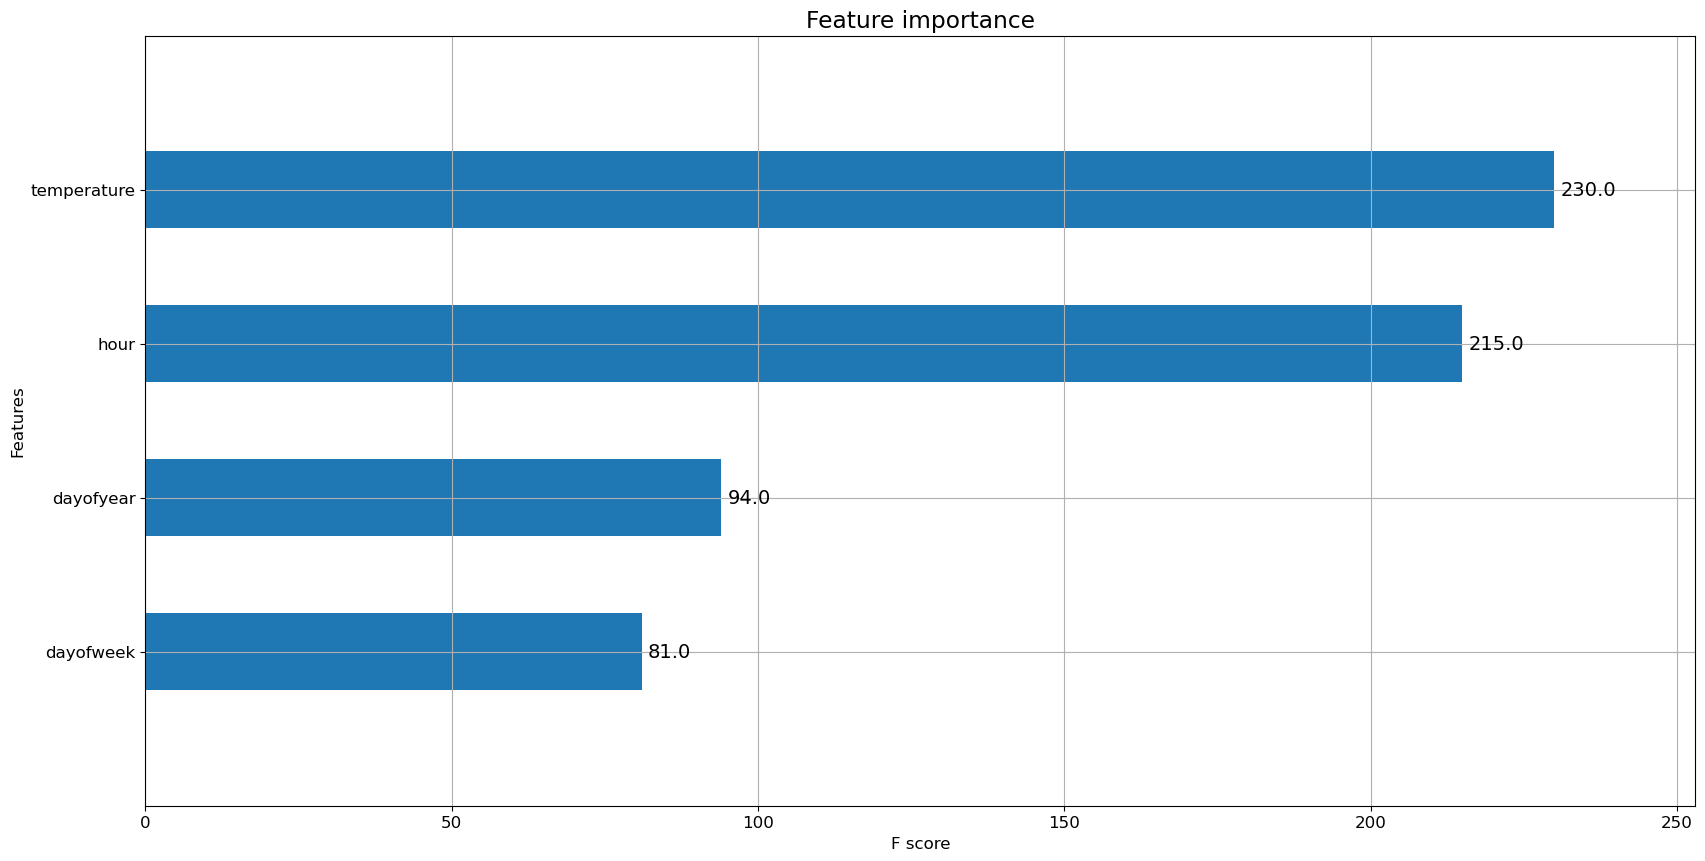 Feature importance
temperature
230.0
hour
215.0
dayofyear
94.0
dayofweek
81.0
Features
0 50 100 150 200 250
F score